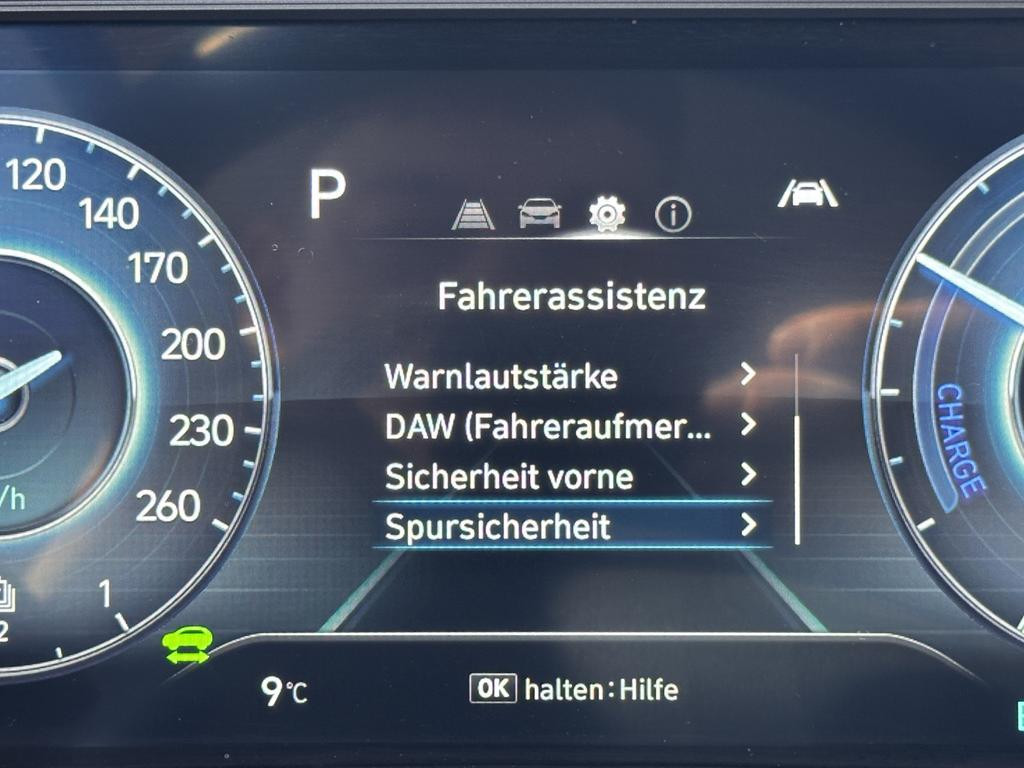 120
140
170
200
230
260
/h
1
2
P
Fahrerassistenz
Warnlautstärke
DAW (Fahreraufmer...
Sicherheit vorne
Spursicherheit
9°C
OK halten:Hilfe
CHARGE